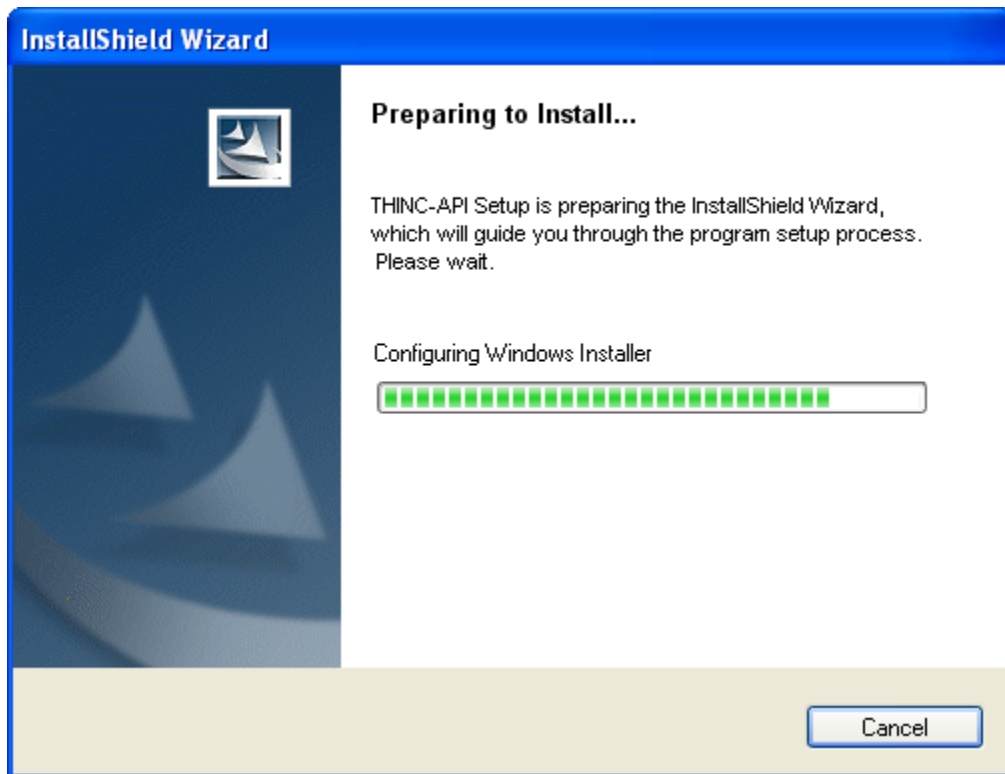 InstallShield Wizard
Preparing to Install...
THINC-API Setup is preparing the InstallShield Wizard,
which will guide you through the program setup process.
Please wait.
Configuring Windows Installer
Cancel